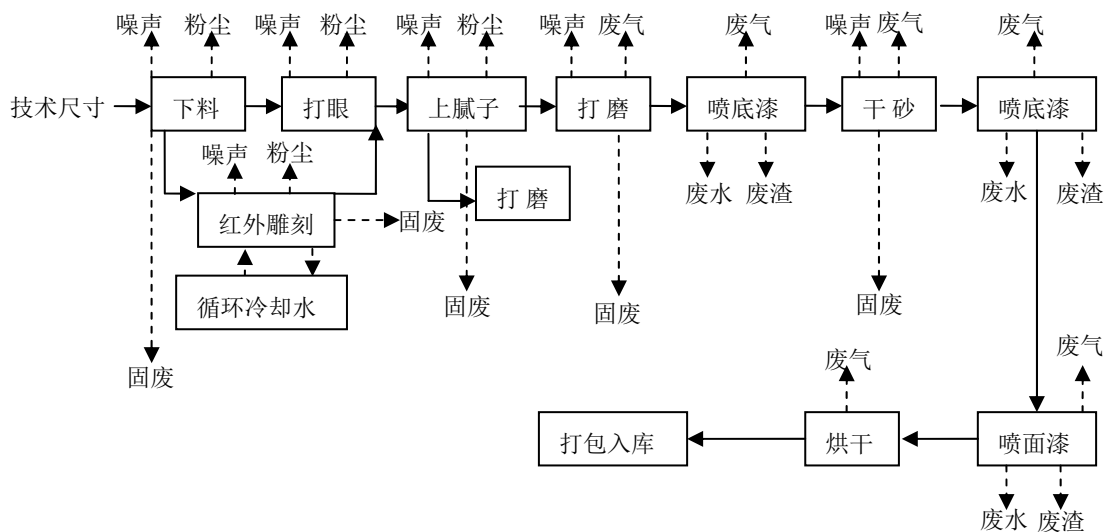 噪声 粉尘 噪声 粉尘 噪声 粉尘 噪声 废气 废气 噪声 废气 废气
技术尺寸 下料 打眼 上腻子 打 磨 喷底漆 干 砂 喷底漆
噪声 粉尘
废水 废渣 废水 废渣
打 磨
红外雕刻 固废
循环冷却水 固废 固废 固废
固废
废气 废气
打包入库 烘干 喷面漆
废水 废渣